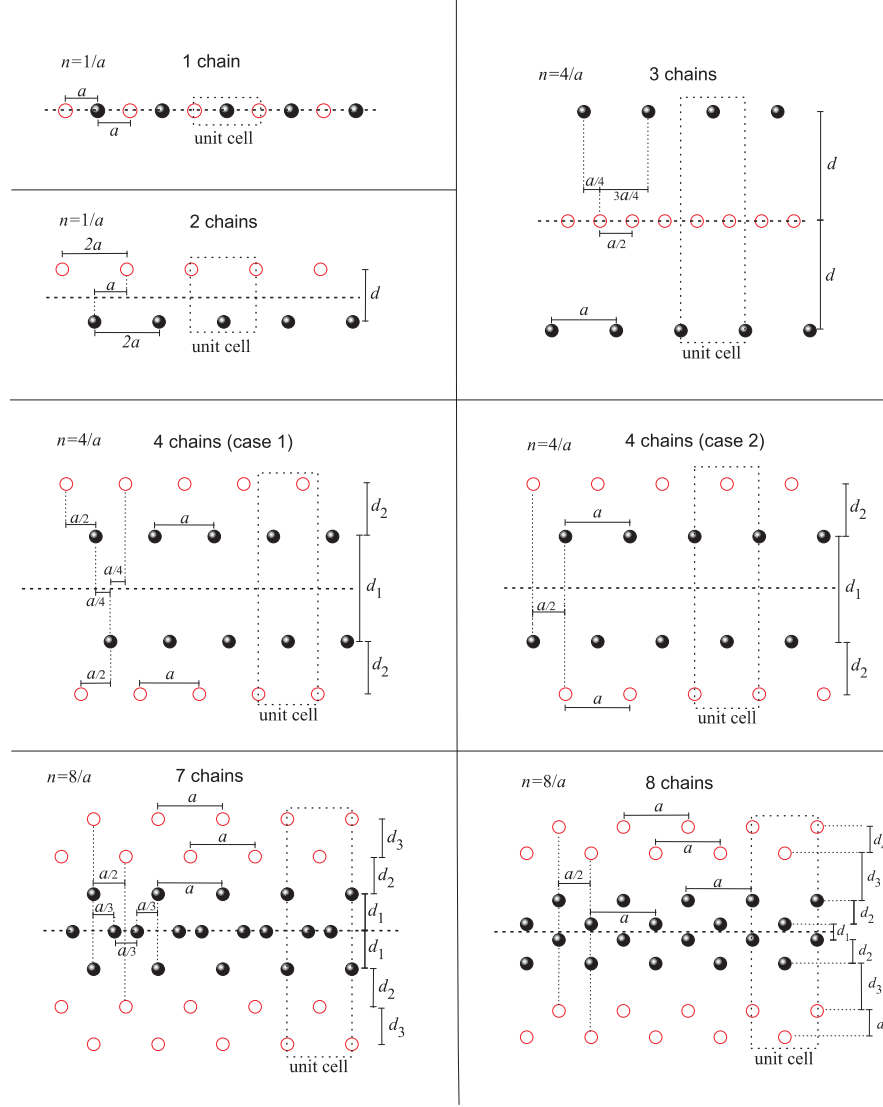 n=1/a 1 chain
a
a
unit cell
n=1/a 2 chains
2a
a
d
2a
unit cell
n=4/a 3 chains
a/4
3a/4
d
a/2
d
a
unit cell
n=4/a 4 chains (case 1)
d2
a/2 a
a/4
d1
a/4
a/2 a
d2
unit cell
n=4/a 4 chains (case 2)
d2
a
d1
a/2
d2
a
unit cell
n=8/a 7 chains
a
d3
a
a/2
d2
a
a/3 a/3
d1
a/3
d1
d2
d3
unit cell
n=8/a 8 chains
a
a
d3
a/2 a
d2
a
d1
d2
d3
unit cell